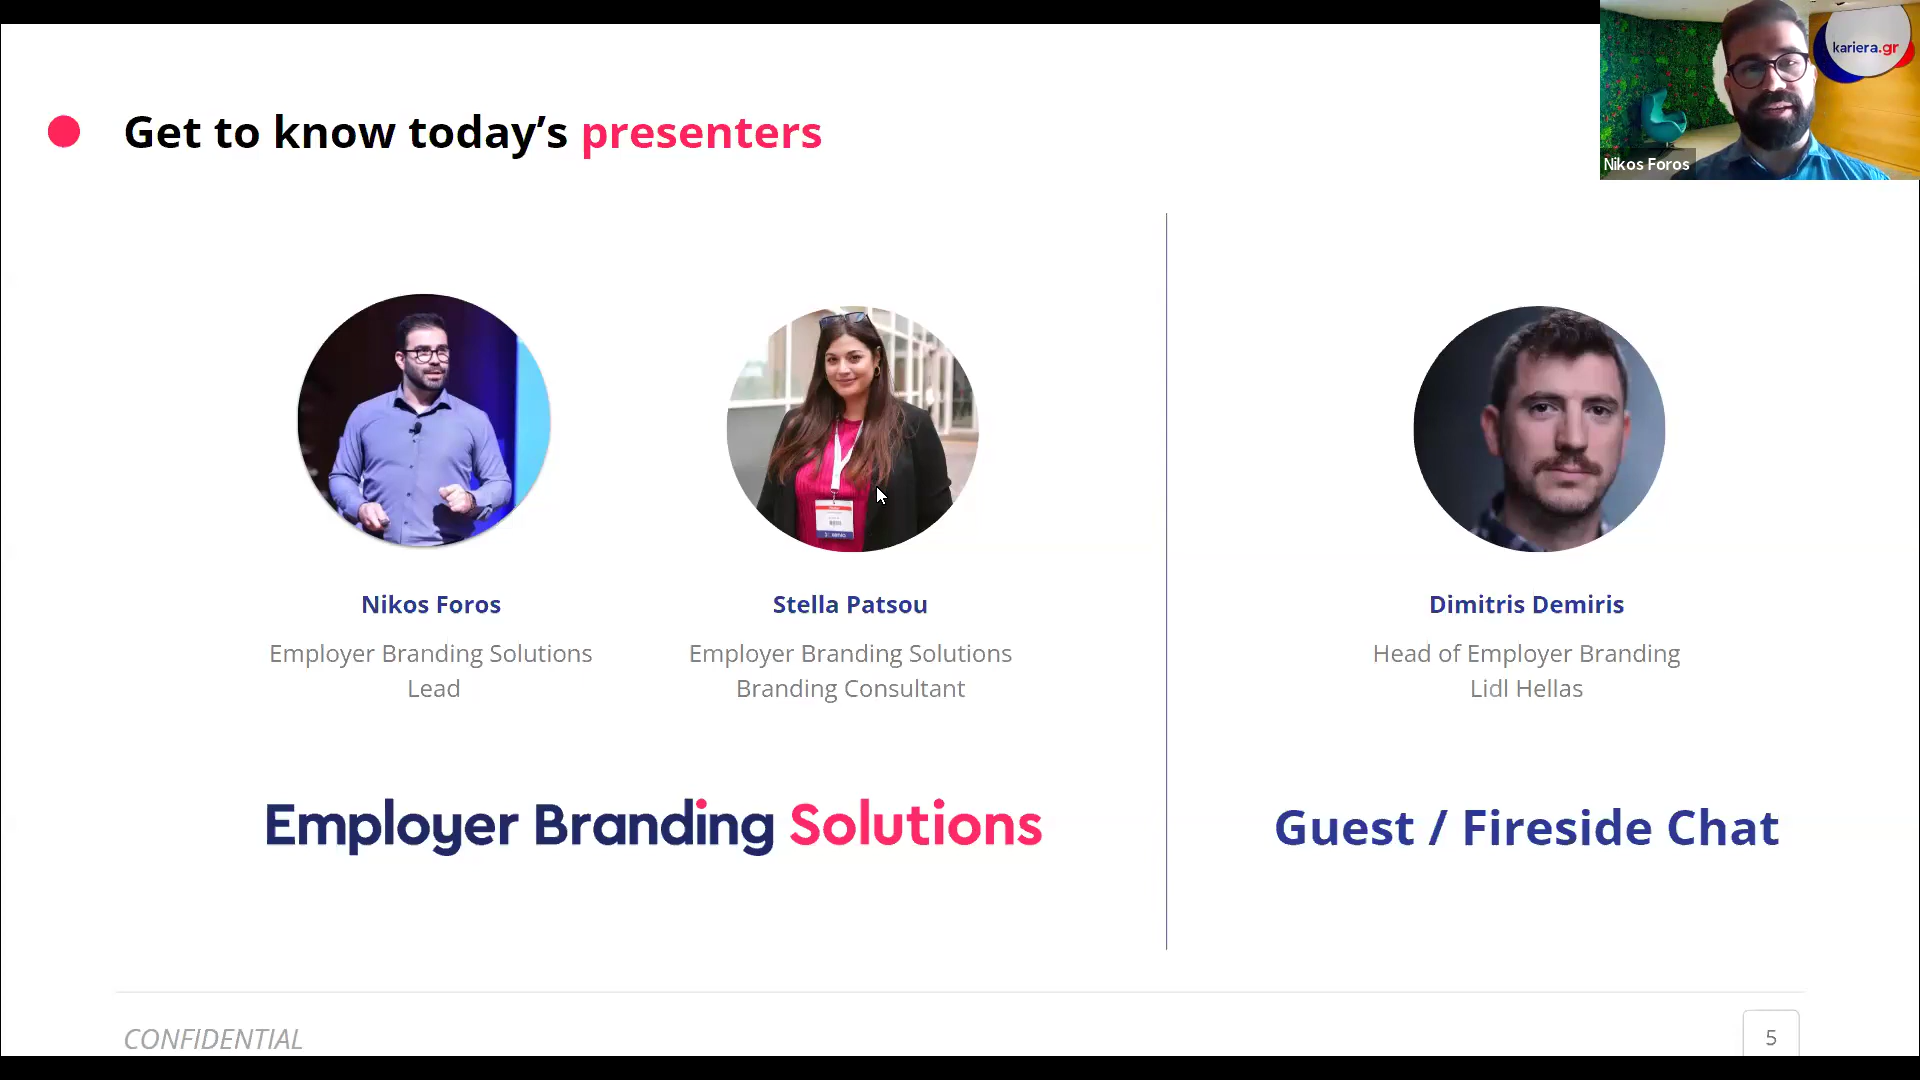 Get to know today’s presenters
kariera.gr
Nikos Foros
Nikos Foros
Employer Branding Solutions
Lead
Stella Patsou
Employer Branding Solutions
Branding Consultant
Dimitris Demiris
Head of Employer Branding
Lidl Hellas
Employer Branding Solutions
Guest / Fireside Chat
CONFIDENTIAL
5